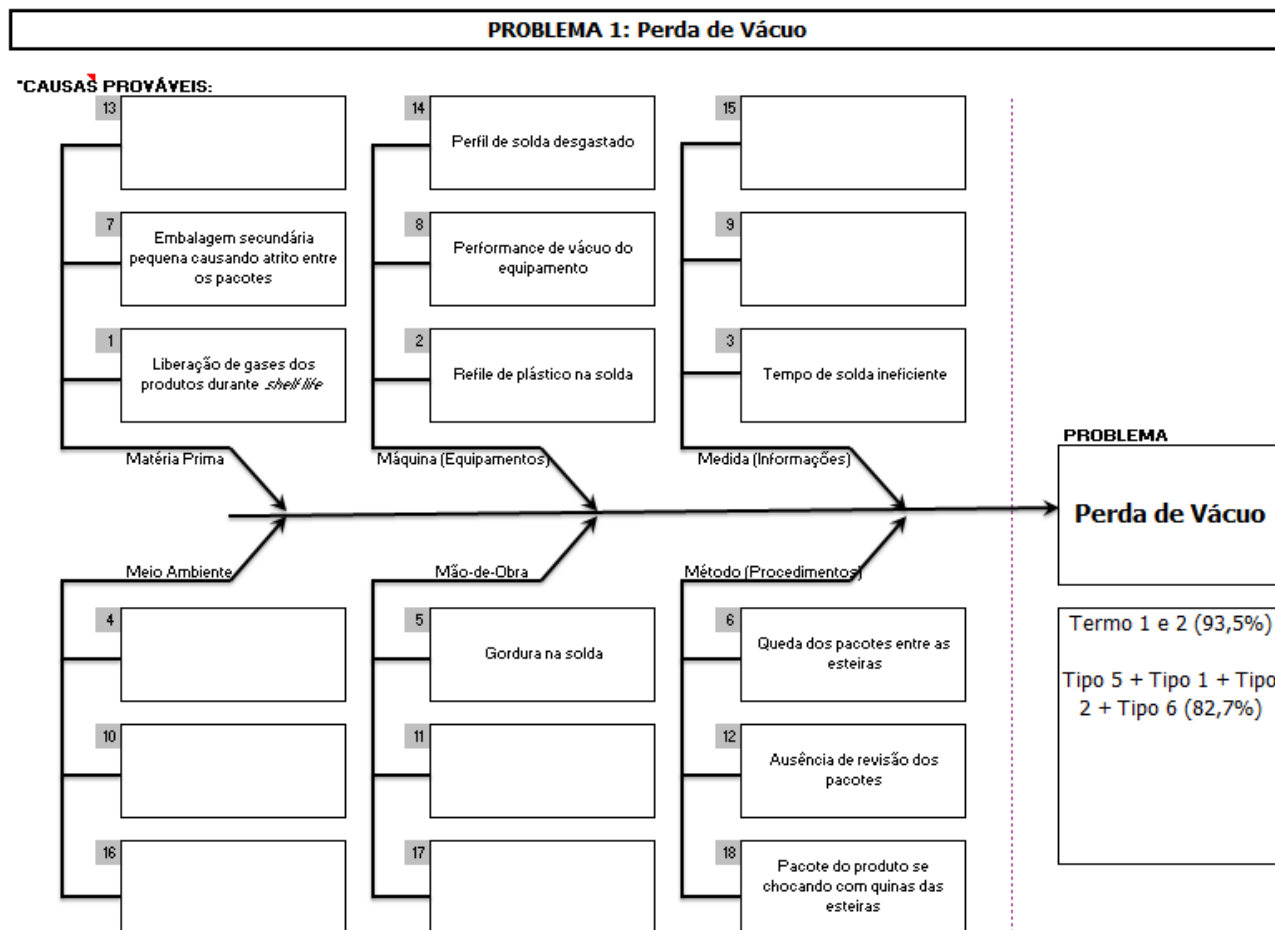 PROBLEMA 1: Perda de Vácuo
"CAUSAS PROVÁVEIS:
13
14
Perfil de solda desgastado
15
7
Embalagem secundária
pequena causando atrito entre
os pacotes
8
Performance de vácuo do
equipamento
9
1
Liberação de gases dos
produtos durante shelf life
2
Refile de plástico na solda
3
Tempo de solda ineficiente
Matéria Prima
Máquina (Equipamentos)
Medida (Informações)
PROBLEMA
Perda de Vácuo
Meio Ambiente
Mão-de-Obra
Método (Procedimentos)
4
5
Gordura na solda
6
Queda dos pacotes entre as
esteiras
10
11
12
Ausência de revisão dos
pacotes
16
17
18
Pacote do produto se
chocando com quinas das
esteiras
Termo 1 e 2 (93,5%)
Tipo 5 + Tipo 1 + Tipo
2 + Tipo 6 (82,7%)